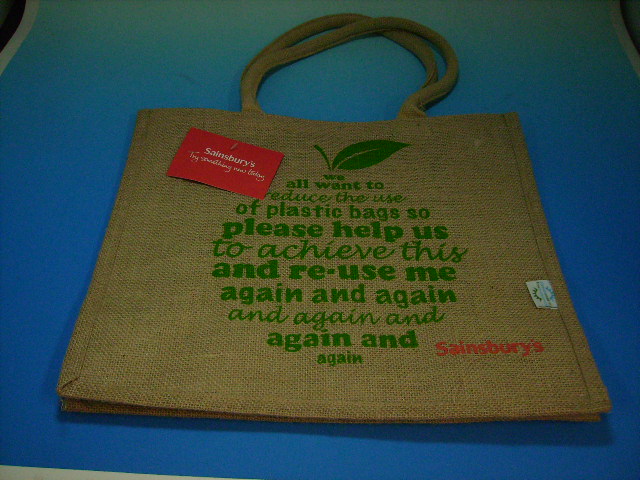 Sainsbury's
Try something new today
we
all want to
reduce the use
of plastic bags so
please help us
to achieve this
and re-use me
again and again
and again and
again and
again
Sainsbury's